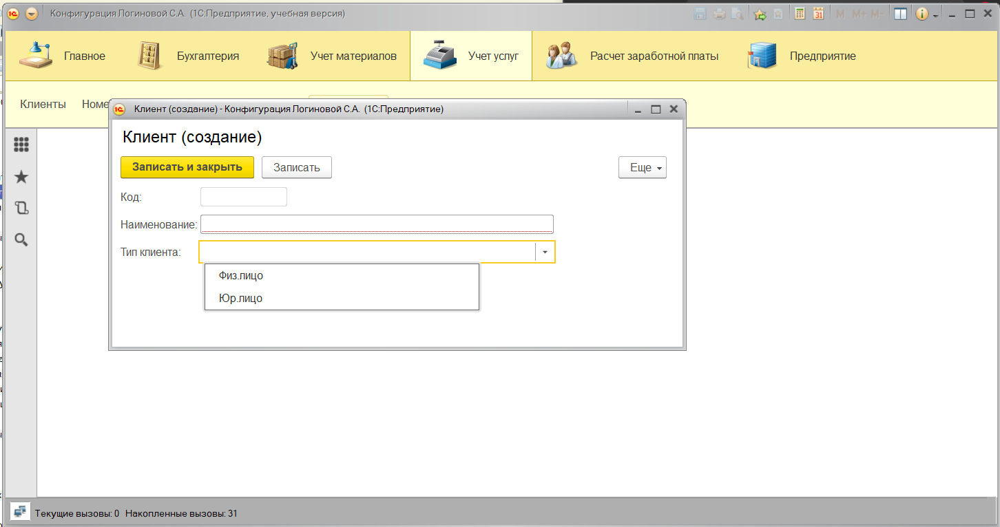 Конфигурация Логиновой С.А. (1С:Предприятие, учебная версия)
M M+ M-
Главное Бухгалтерия Учет материалов Учет услуг Расчет заработной платы Предприятие
Клиенты Номе
Клиент (создание) - Конфигурация Логиновой С.А. (1С:Предприятие)
Клиент (создание)
Записать и закрыть Записать Еще
Код:
Наименование:
Тип клиента:
Физ.лицо
Юр.лицо
Текущие вызовы: 0 Накопленные вызовы: 31